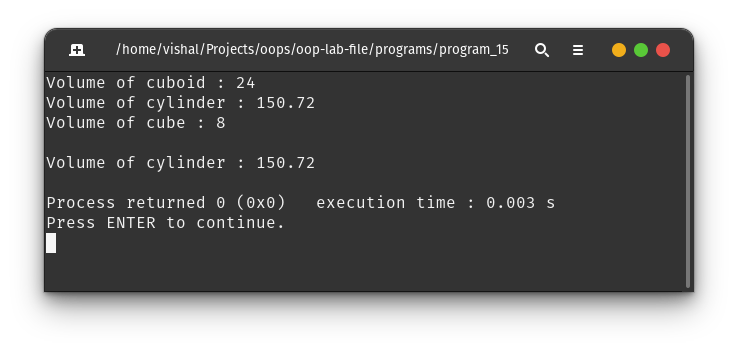 /home/vishal/Projects/oops/oop-lab-file/programs/program_15
Volume of cuboid : 24
Volume of cylinder : 150.72
Volume of cube : 8
Volume of cylinder : 150.72
Process returned 0 (0x0)   execution time : 0.003 s
Press ENTER to continue.